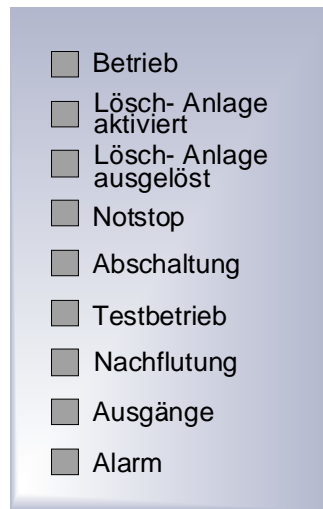 Betrieb
Lösch- Anlage
aktiviert
Lösch- Anlage
ausgelöst
Notstop
Abschaltung
Testbetrieb
Nachflutung
Ausgänge
Alarm